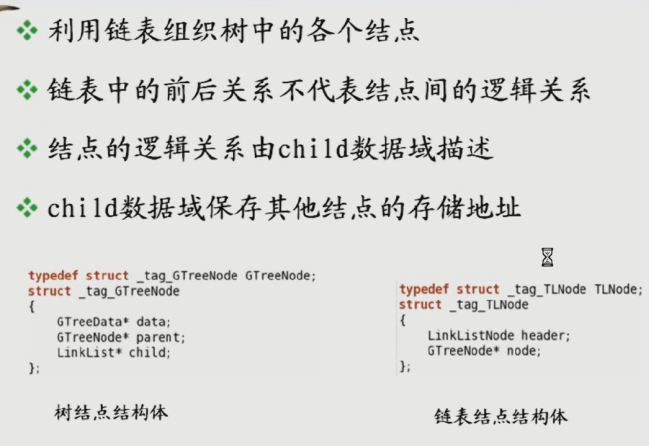 利用链表组织树中的各个结点
链表中的前后关系不代表结点间的逻辑关系
结点的逻辑关系由child数据域描述
child数据域保存其他结点的存储地址
typedef struct _tag_GTreeNode GTreeNode;
struct _tag_GTreeNode
{
    GTreeData* data;
    GTreeNode* parent;
    LinkList* child;
};
树结点结构体
typedef struct _tag_TLNode TLNode;
struct _tag_TLNode
{
    LinkListNode header;
    GTreeNode* node;
};
链表结点结构体